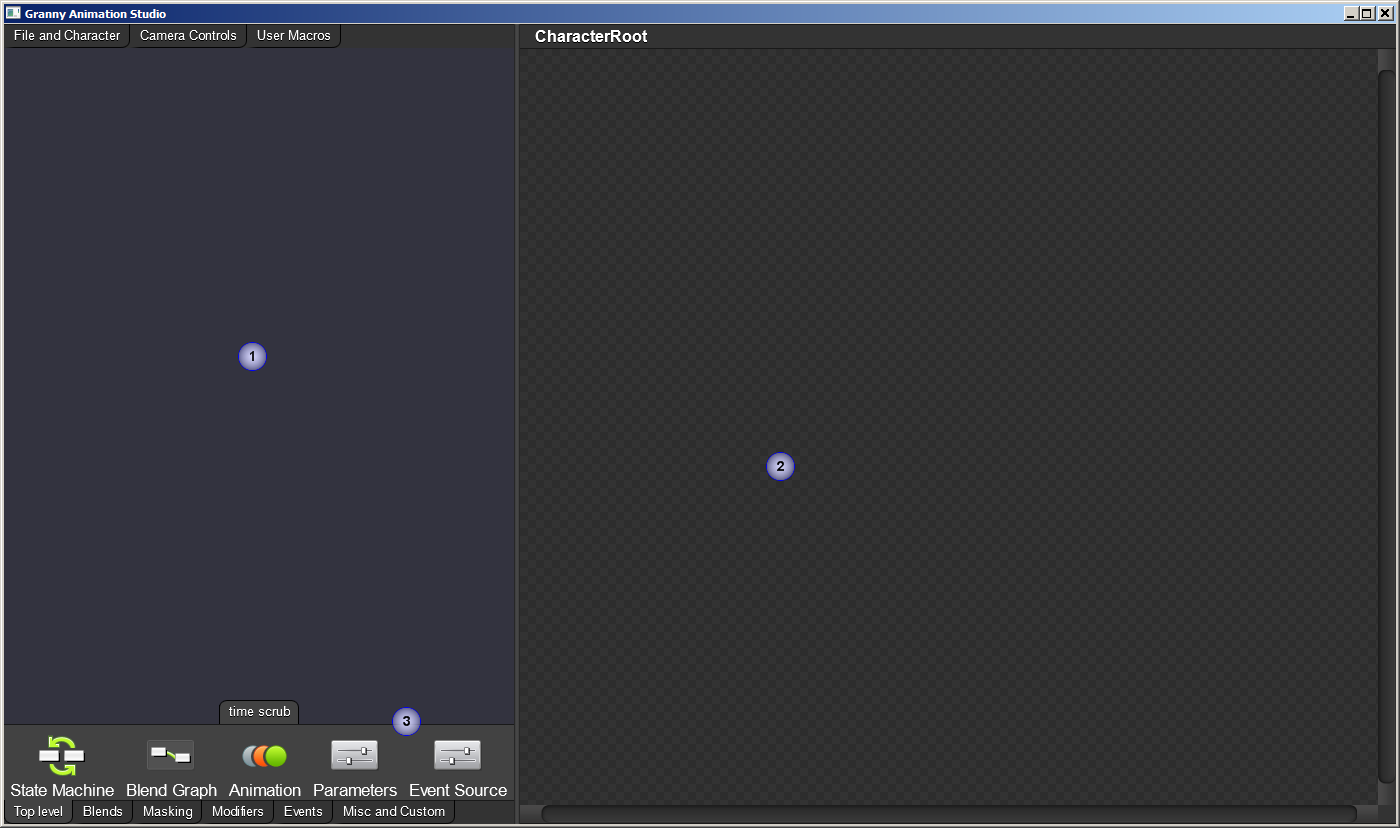 Granny Animation Studio
File and Character Camera Controls User Macros
CharacterRoot
1
2
time scrub
3
State Machine Blend Graph Animation Parameters Event Source
Top level Blends Masking Modifiers Events Misc and Custom